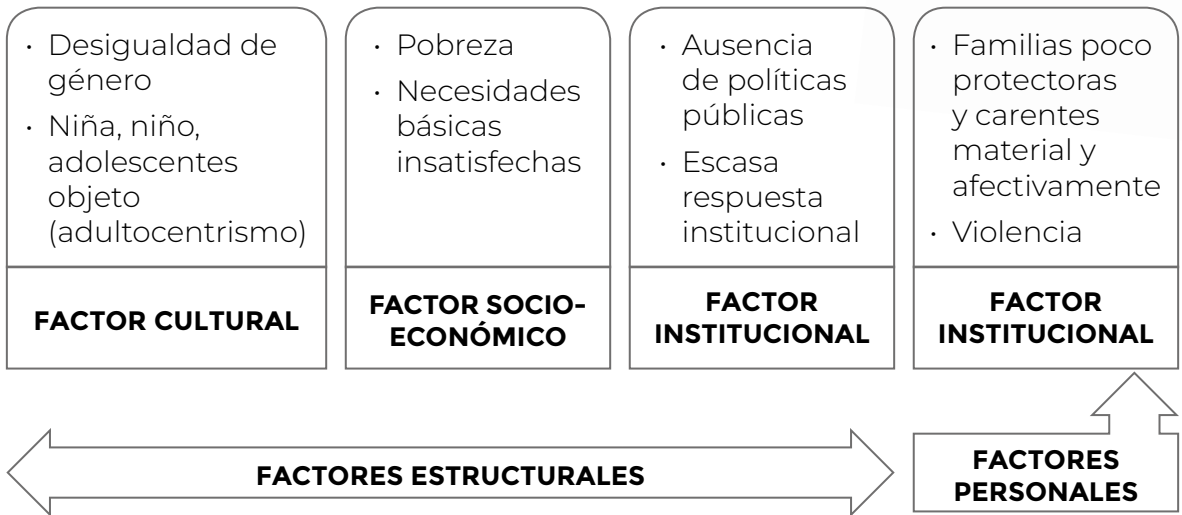 · Desigualdad de
género
· Niña, niño,
adolescentes
objeto
(adultocentrismo)
FACTOR CULTURAL
· Pobreza
· Necesidades
básicas
insatisfechas
FACTOR SOCIO-
ECONÓMICO
· Ausencia
de políticas
públicas
· Escasa
respuesta
institucional
FACTOR
INSTITUCIONAL
· Familias poco
protectoras
y carentes
material y
afectivamente
· Violencia
FACTOR
INSTITUCIONAL
FACTORES ESTRUCTURALES
FACTORES
PERSONALES